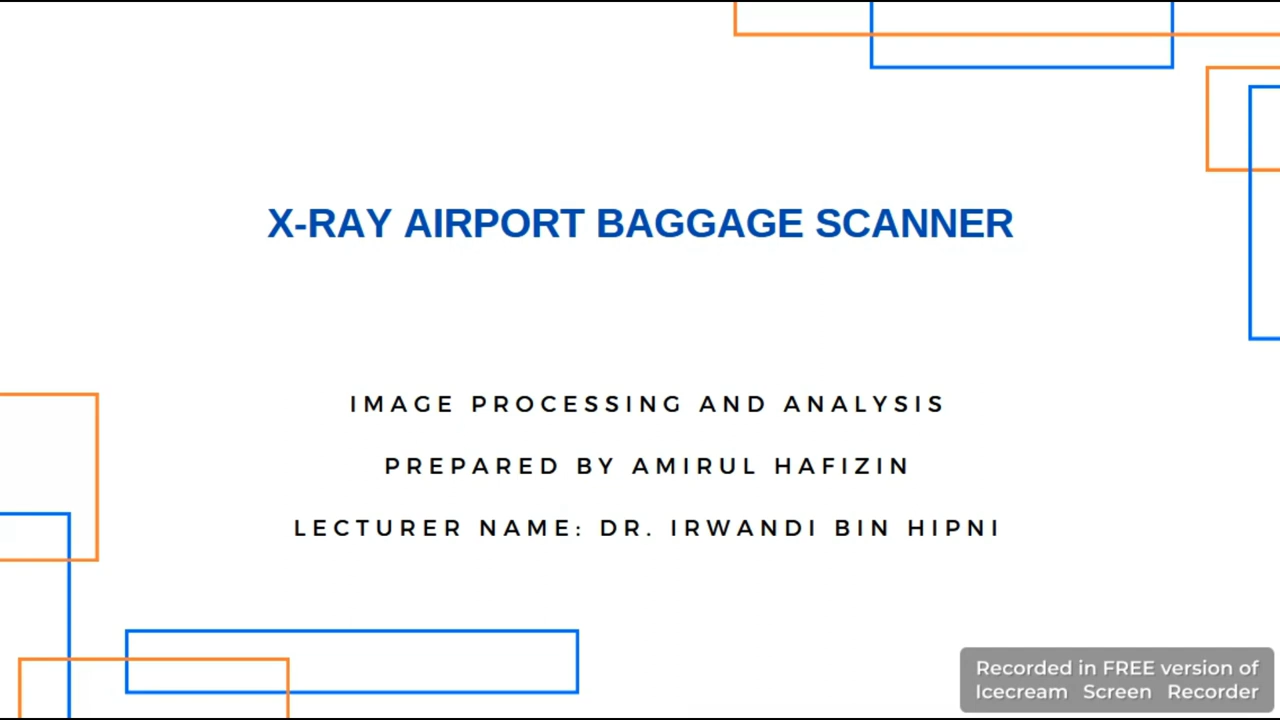 X-RAY AIRPORT BAGGAGE SCANNER
IMAGE PROCESSING AND ANALYSIS
PREPARED BY AMIRUL HAFIZIN
LECTURER NAME: DR. IRWANDI BIN HIPNI
Recorded in FREE version of
Icecream Screen Recorder